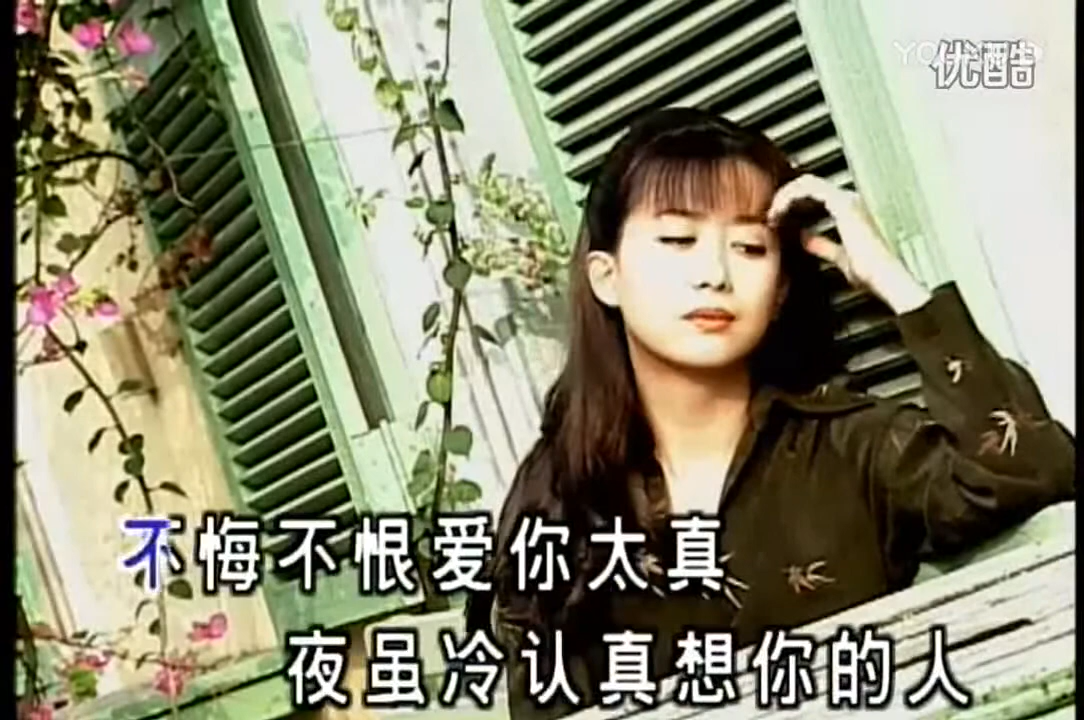 优酷
不悔不恨爱你太真
夜虽冷认真想你的人